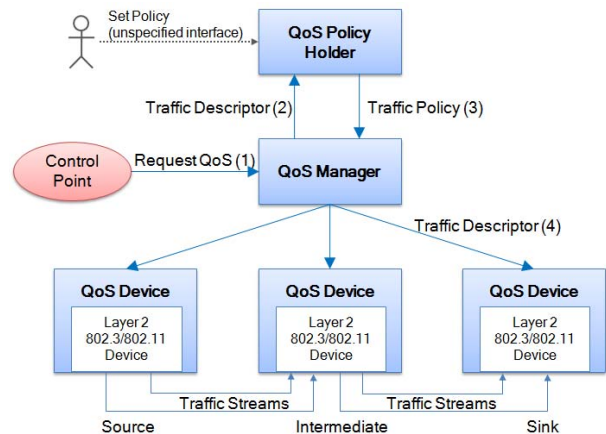 Set Policy
(unspecified interface)
QoS Policy
Holder
Traffic Descriptor (2)
Traffic Policy (3)
Control
Point
Request QoS (1)
QoS Manager
Traffic Descriptor (4)
QoS Device
Layer 2
802.3/802.11
Device
QoS Device
Layer 2
802.3/802.11
Device
QoS Device
Layer 2
802.3/802.11
Device
Traffic Streams
Traffic Streams
Source
Intermediate
Sink